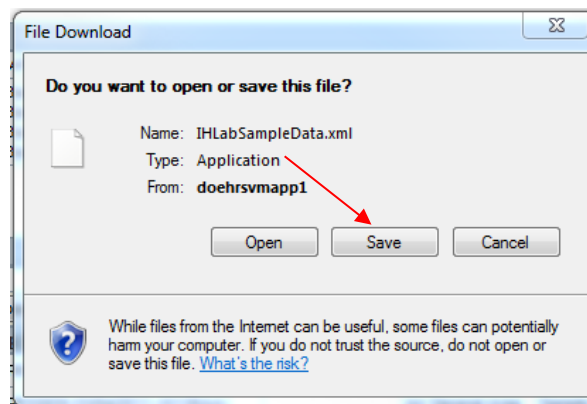 File Download
Do you want to open or save this file?
Name: IHLabSampleData.xml
Type: Application
From: doehrsvmapp1
Open Save Cancel
While files from the Internet can be useful, some files can potentially
harm your computer. If you do not trust the source, do not open or
save this file. What's the risk?